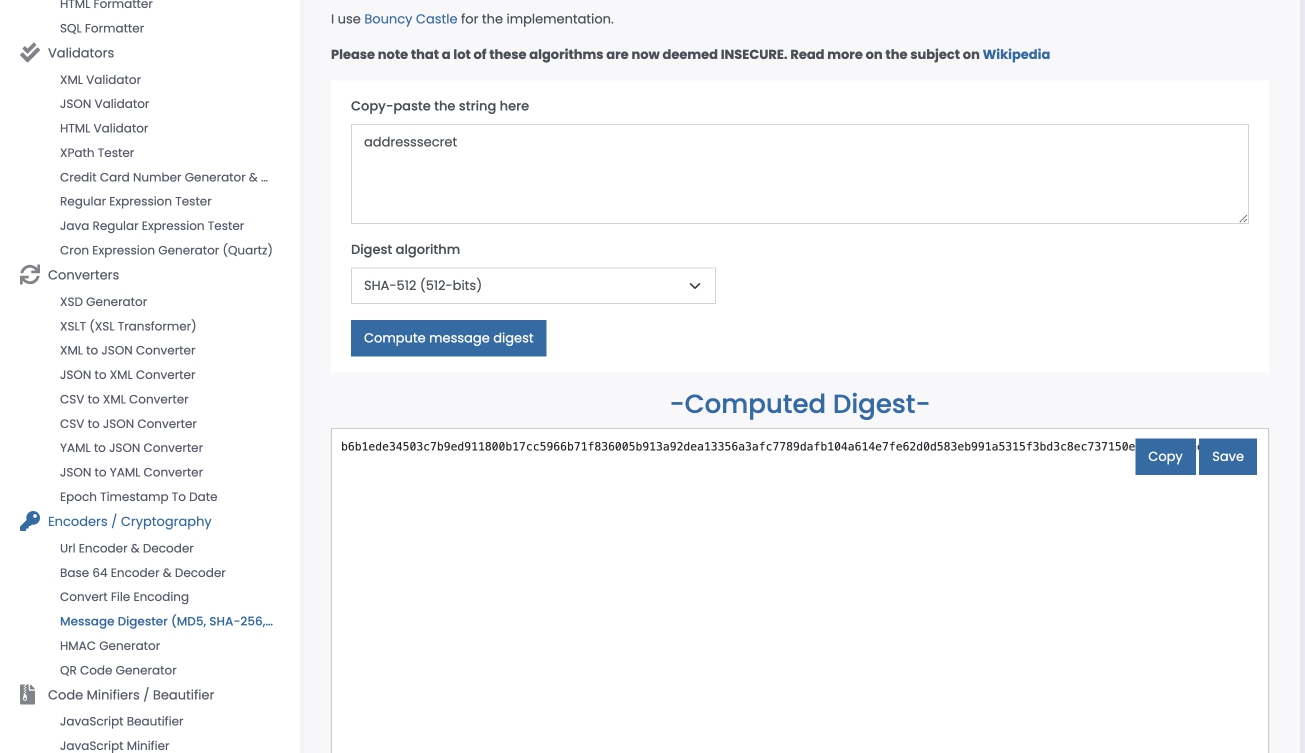 HTML Formatter
SQL Formatter
Validators
XML Validator
JSON Validator
HTML Validator
XPath Tester
Credit Card Number Generator & ...
Regular Expression Tester
Java Regular Expression Tester
Cron Expression Generator (Quartz)
Converters
XSD Generator
XSLT (XSL Transformer)
XML to JSON Converter
JSON to XML Converter
CSV to XML Converter
CSV to JSON Converter
YAML to JSON Converter
JSON to YAML Converter
Epoch Timestamp To Date
Encoders / Cryptography
Url Encoder & Decoder
Base 64 Encoder & Decoder
Convert File Encoding
Message Digester (MD5, SHA-256,...
HMAC Generator
QR Code Generator
Code Minifiers / Beautifier
JavaScript Beautifier
JavaScript Minifier
I use Bouncy Castle for the implementation.
Please note that a lot of these algorithms are now deemed INSECURE. Read more on the subject on Wikipedia
Copy-paste the string here
addresssecret
Digest algorithm
SHA-512 (512-bits)
Compute message digest
-Computed Digest-
b6b1ede34503c7b9ed911800b17cc5966b71f836005b913a92dea13356a3afc7789dafb104a614e7fe62d0d583eb991a5315f3bd3c8ec737150e
Copy
Save